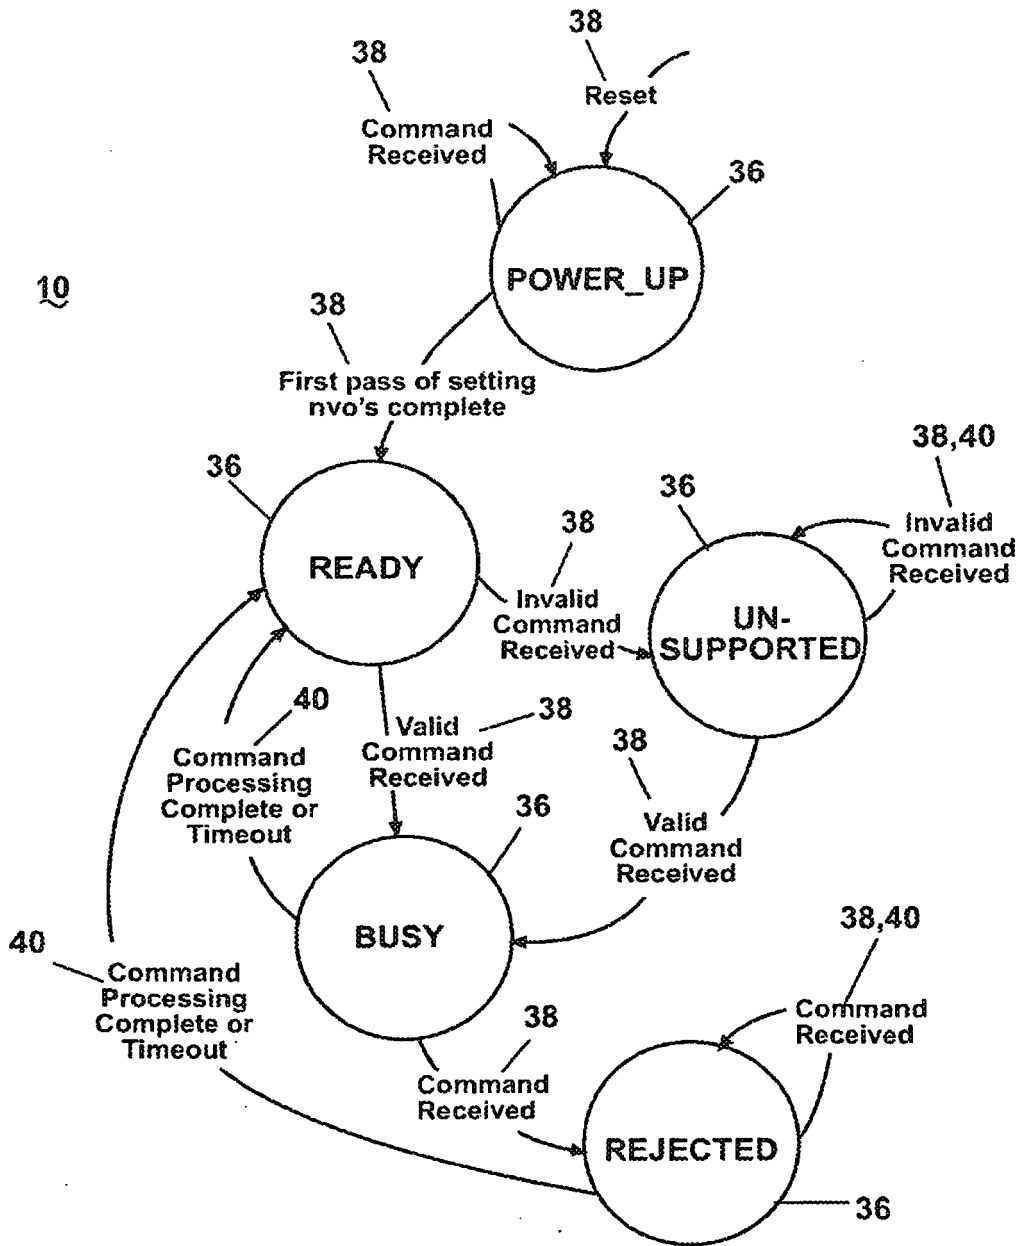 38
38
Reset
Command
Received
36
POWER_UP
10
38
First pass of setting
nvo's complete
38,40
36
36
Invalid
Command
Received
38
READY
Invalid
Command
Received
UN-
SUPPORTED
40
38
Valid
Command
Received
38
Command
Processing
Complete or
Timeout
36
Valid
Command
Received
BUSY
38,40
40
Command
Processing
Complete or
Timeout
Command
Received
38
Command
Received
REJECTED
36